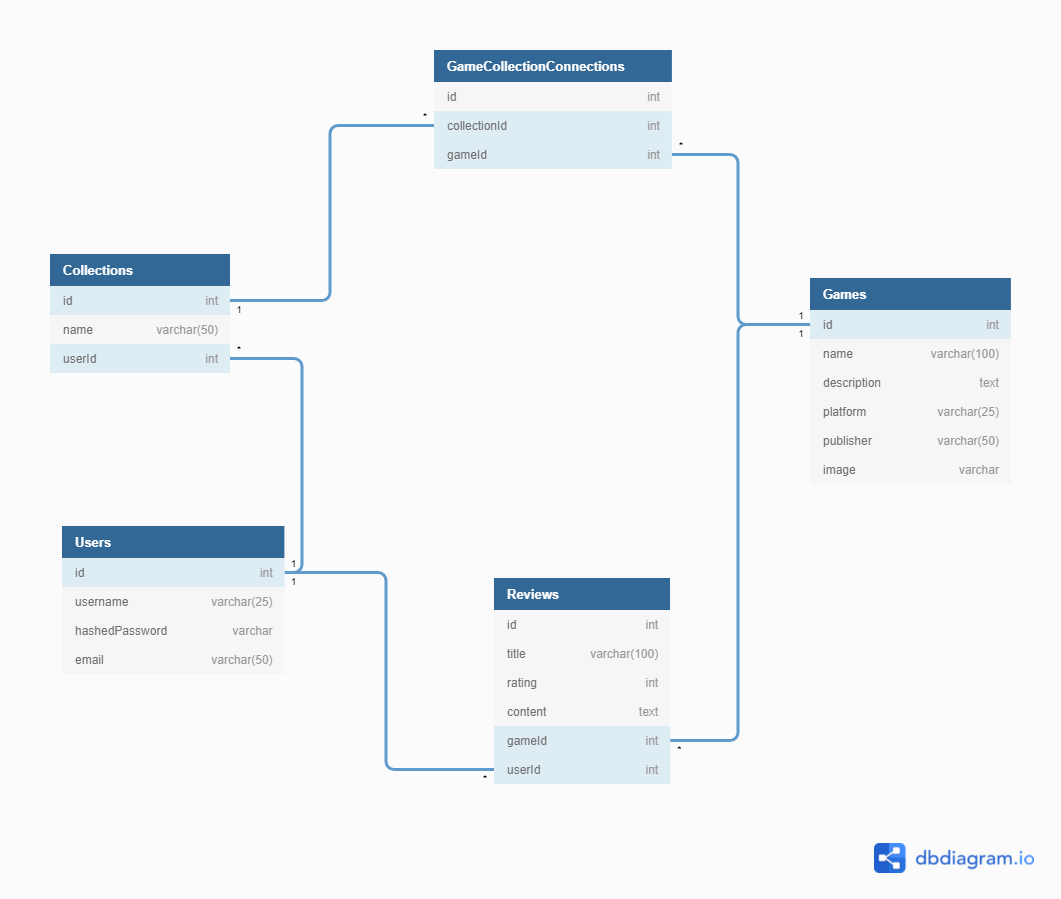 GameCollectionConnections
id int
*
collectionId int
*
gameId int
Collections
id int
1
name varchar(50)
*
userId int
Games
1
id int
1
name varchar(100)
description text
platform varchar(25)
publisher varchar(50)
image varchar
Users
1
id int
1
username varchar(25)
hashedPassword varchar
email varchar(50)
Reviews
id int
title varchar(100)
rating int
content text
gameId int
*
userId int
*
dbdiagram.io